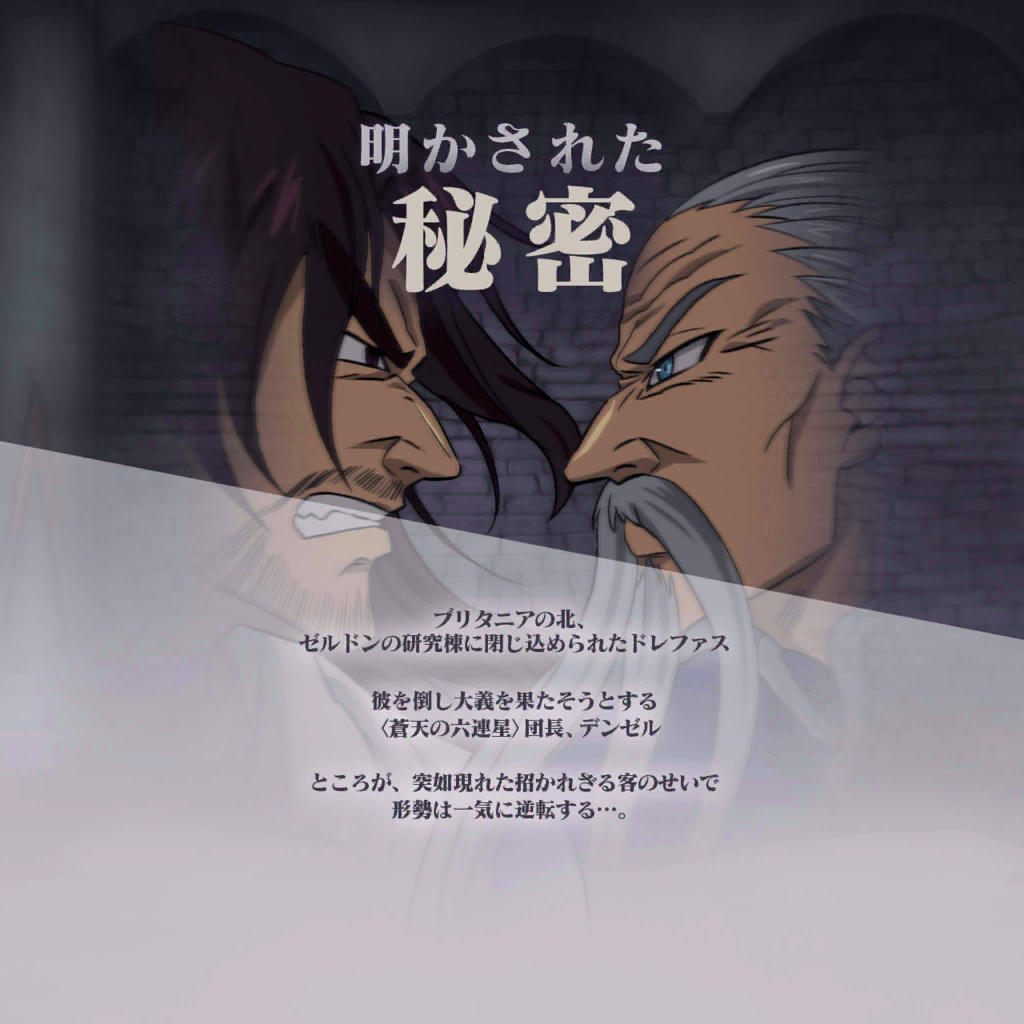 明かされた
秘密
ブリタニアの北、
ゼルドンの研究棟に閉じ込められたドレファス
彼を倒し大義を果たそうとする
〈蒼天の六連星〉団長、デンゼル
ところが、突如現れた招かれざる客のせいで
形勢は一気に逆転する…。